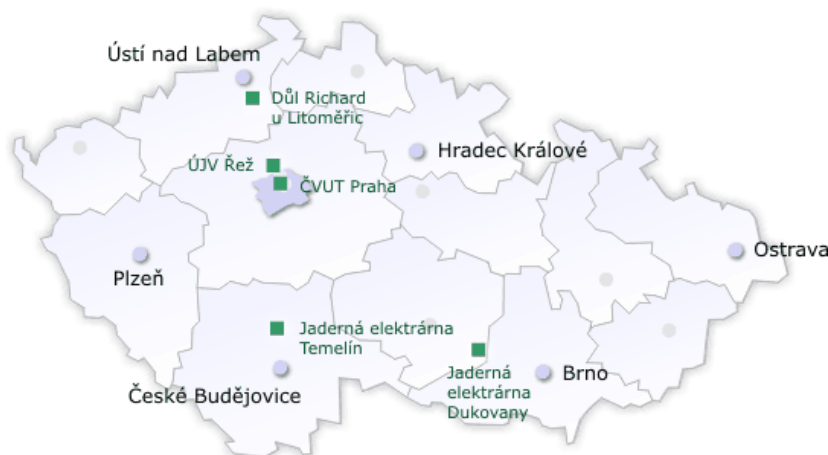 Ústí nad Labem
Důl Richard
u Litoměřic
Hradec Králové
ÚJV Řež
ČVUT Praha
Ostrava
Plzeň
Jaderná elektrárna
Temelín
Jaderná
elektrárna
Dukovany
Brno
České Budějovice